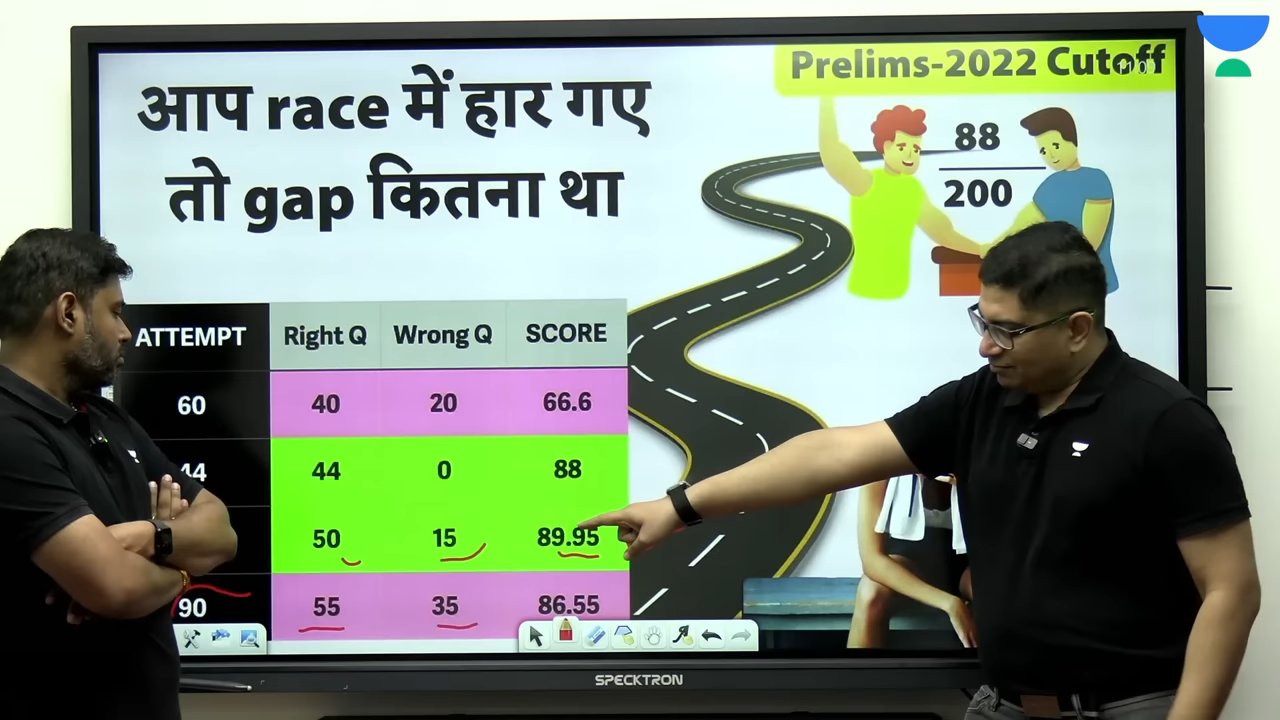 आप race में हार गए
तो gap कितना था
Prelims-2022 Cutoff
88
200
ATTEMPT Right Q Wrong Q SCORE
60 40 20 66.6
44 44 0 88
50 15 89.95
90 55 35 86.55
SPECKTRON